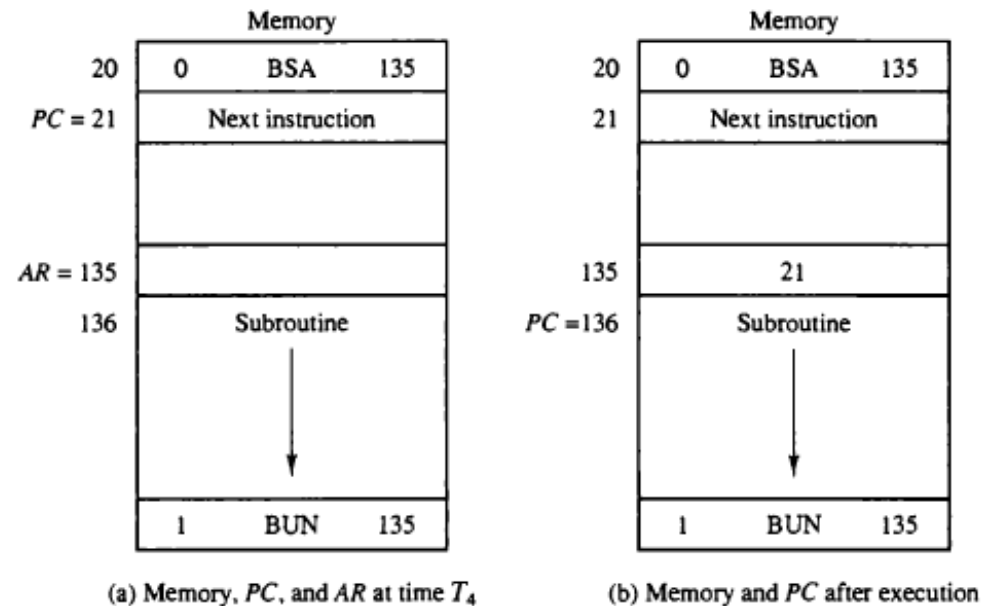 Memory
20 0 BSA 135
PC = 21 Next instruction
AR = 135
136 Subroutine
1 BUN 135
(a) Memory, PC, and AR at time T4
Memory
20 0 BSA 135
21 Next instruction
135 21
PC =136 Subroutine
1 BUN 135
(b) Memory and PC after execution